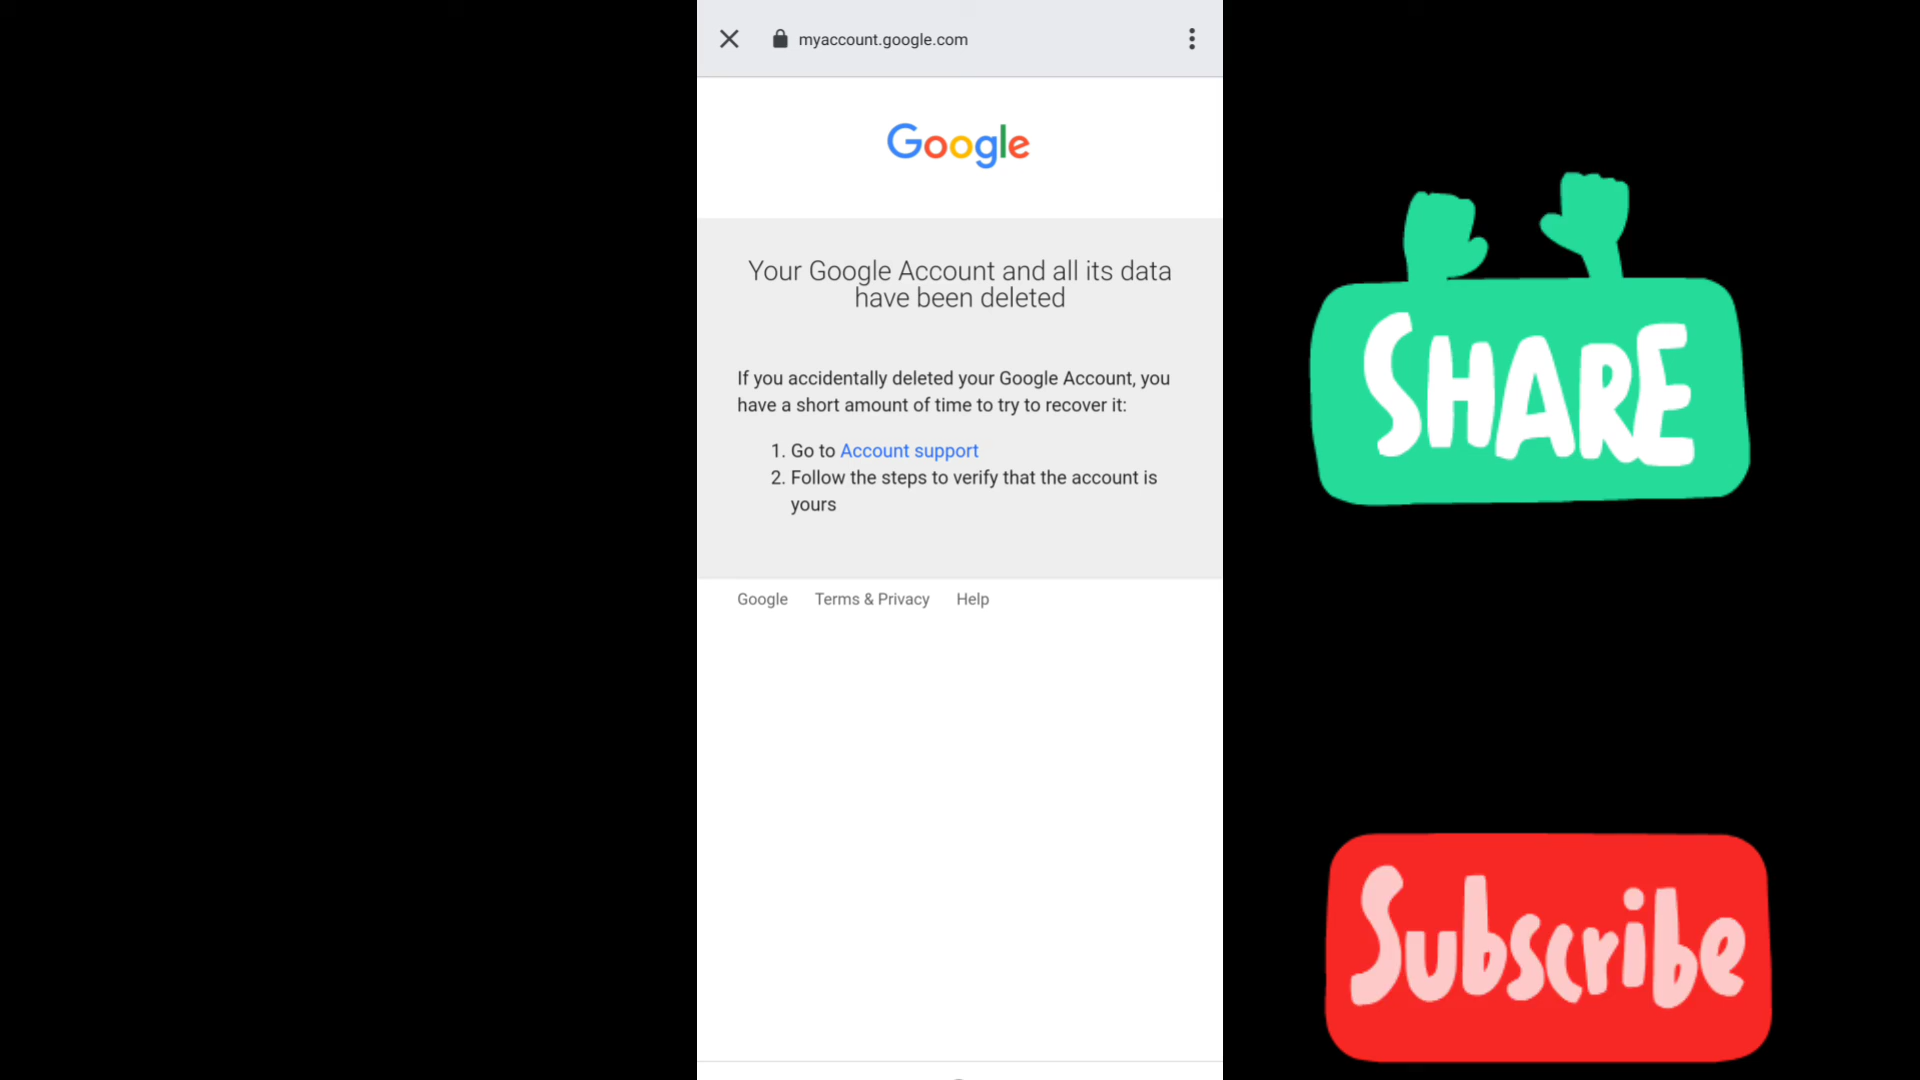 myaccount.google.com
Google
Your Google Account and all its data
have been deleted
If you accidentally deleted your Google Account, you
have a short amount of time to try to recover it:
1. Go to Account support
2. Follow the steps to verify that the account is
yours
Google Terms & Privacy Help
SHARE
Subscribe